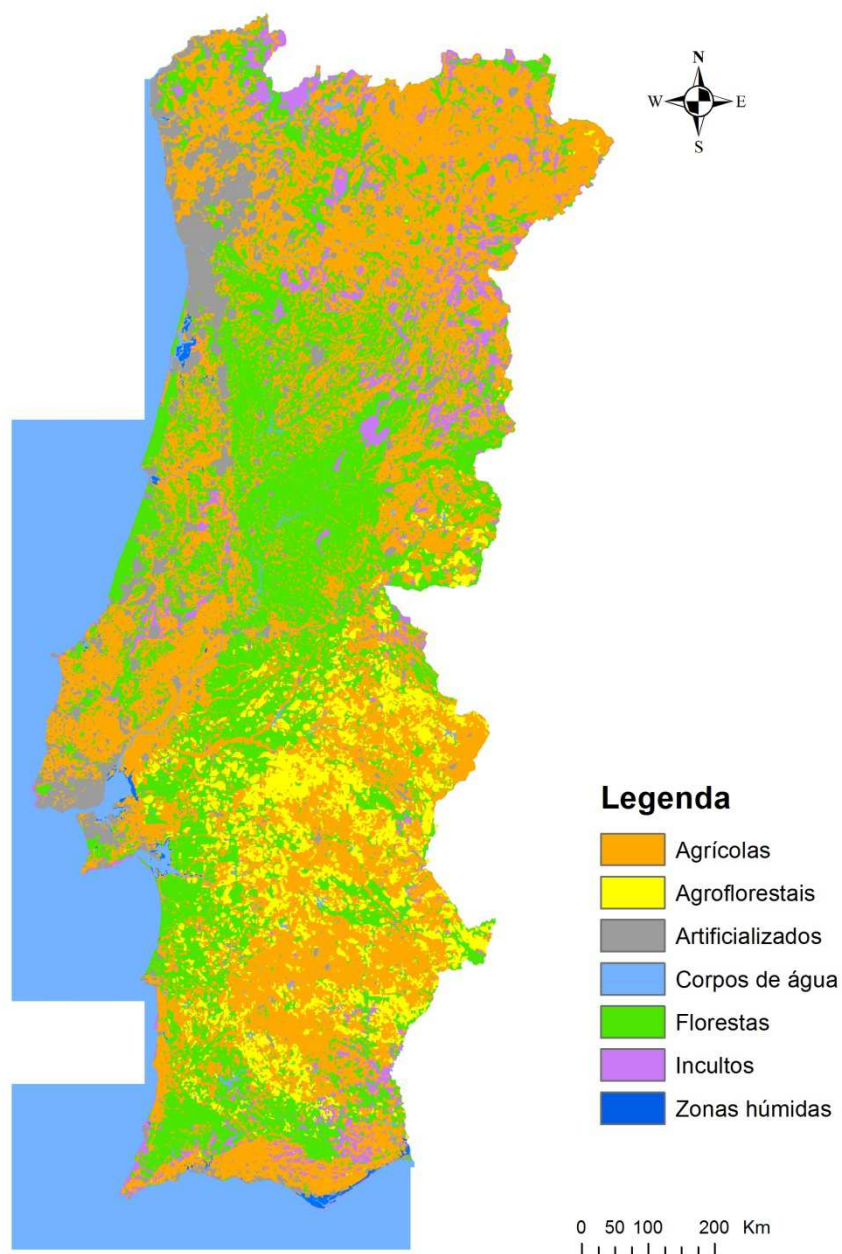 N
W E
S
Legenda
Agrícolas
Agroflorestais
Artificializados
Corpos de água
Florestas
Incultos
Zonas húmidas
0 50 100 200 Km